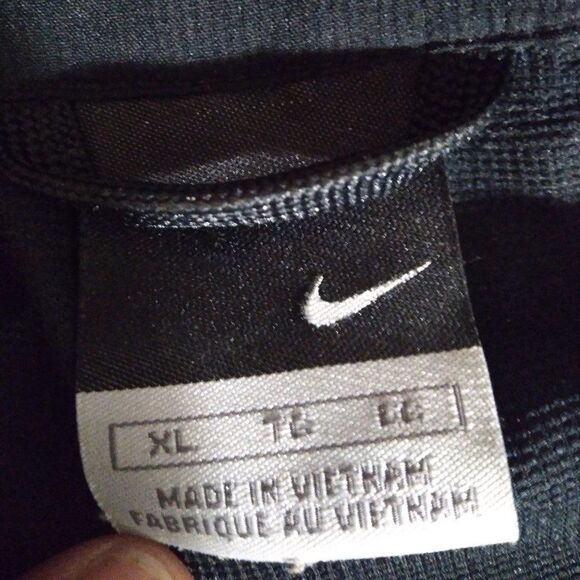 XL TG EG
MADE IN VIETNAM
FABRIQUE AU VIETNAM